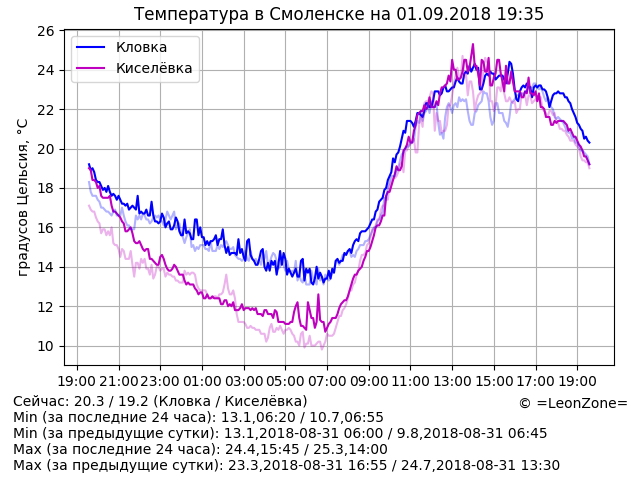 Температура в Смоленске на 01.09.2018 19:35
26
24
22
20
18
16
14
12
10
градусов Цельсия, °C
Кловка
Киселёвка
19:00 21:00 23:00 01:00 03:00 05:00 07:00 09:00 11:00 13:00 15:00 17:00 19:00
Сейчас: 20.3 / 19.2 (Кловка / Киселёвка)
© =LeonZone=
Min (за последние 24 часа): 13.1,06:20 / 10.7,06:55
Min (за предыдущие сутки): 13.1,2018-08-31 06:00 / 9.8,2018-08-31 06:45
Max (за последние 24 часа): 24.4,15:45 / 25.3,14:00
Max (за предыдущие сутки): 23.3,2018-08-31 16:55 / 24.7,2018-08-31 13:30